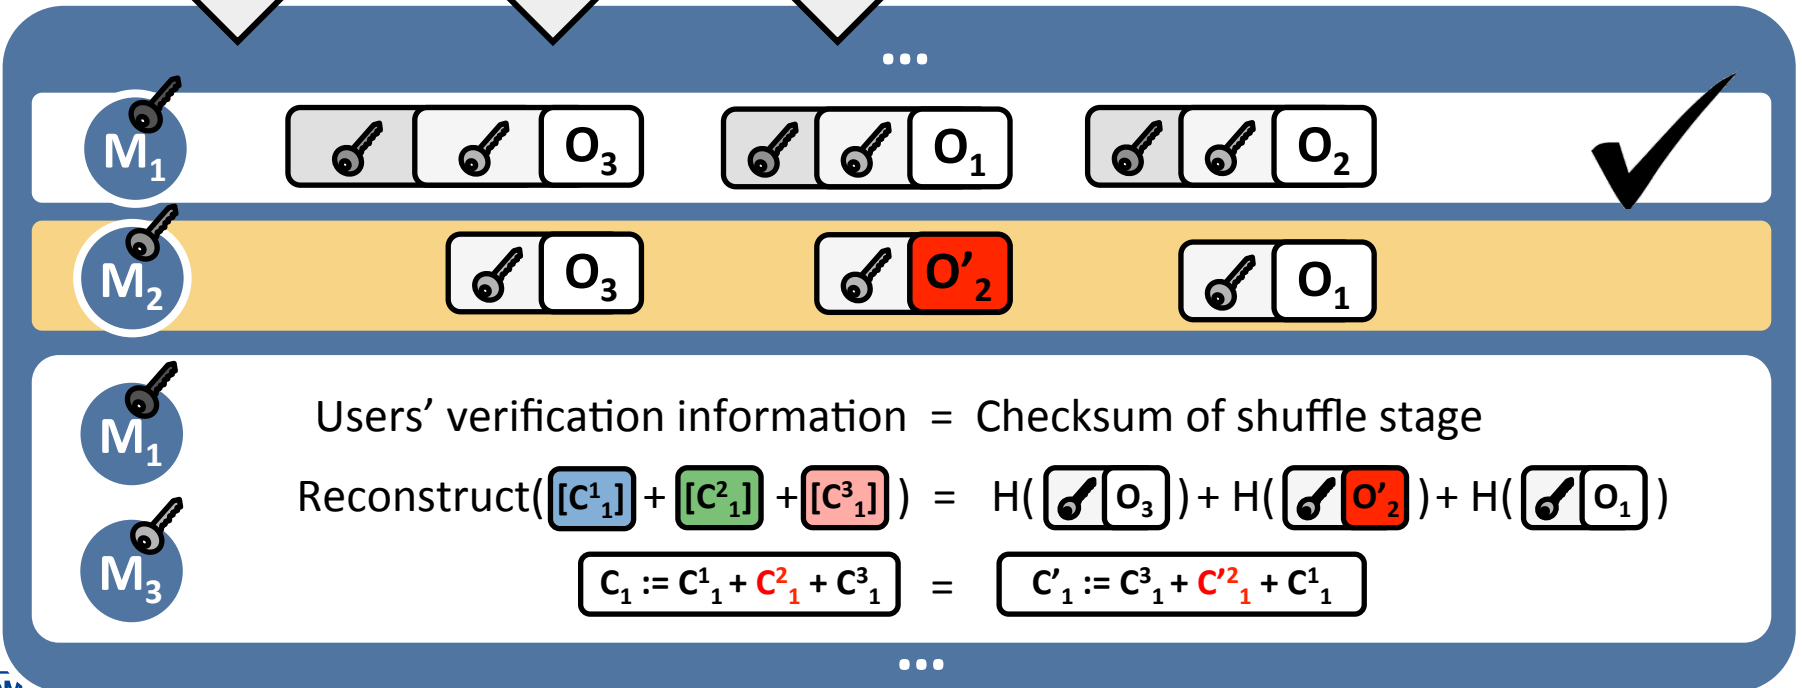 ...
M1 O3 O1 O2
M2 O3 O'2 O1
M1 Users' verification information = Checksum of shuffle stage
Reconstruct([C¹₁] + [C²₁] + [C³₁]) = H( O3 ) + H( O'2 ) + H( O1 )
M3 C₁ := C¹₁ + C²₁ + C³₁ = C'₁ := C³₁ + C'²₁ + C¹₁
...